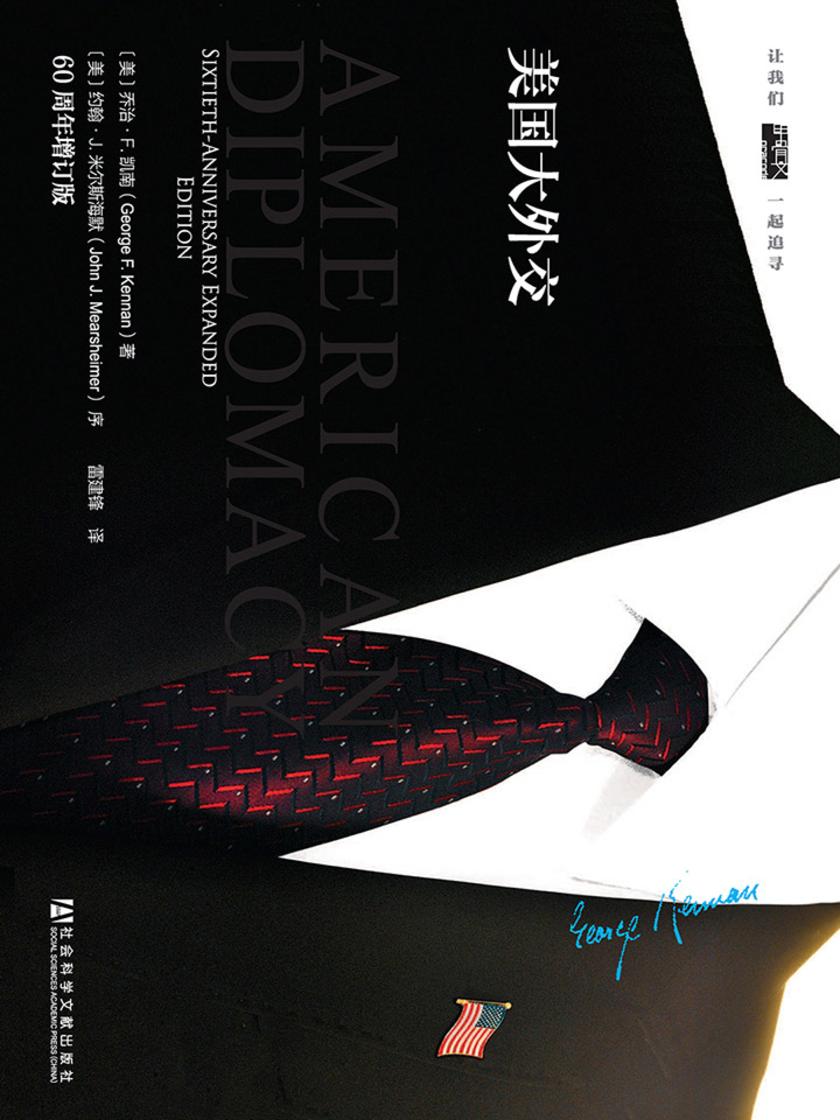 让我们
甲骨文
一起追寻
美国大外交
AMERICAN
DIPLOMACY
SIXTIETH-ANNIVERSARY EXPANDED
EDITION
〔美〕乔治·F.凯南（George F. Kennan）著
〔美〕约翰·J.米尔斯海默（John J. Mearsheimer）序 雷建锋 译
60周年增订版
George Kennan
社会科学文献出版社
SOCIAL SCIENCES ACADEMIC PRESS (CHINA)